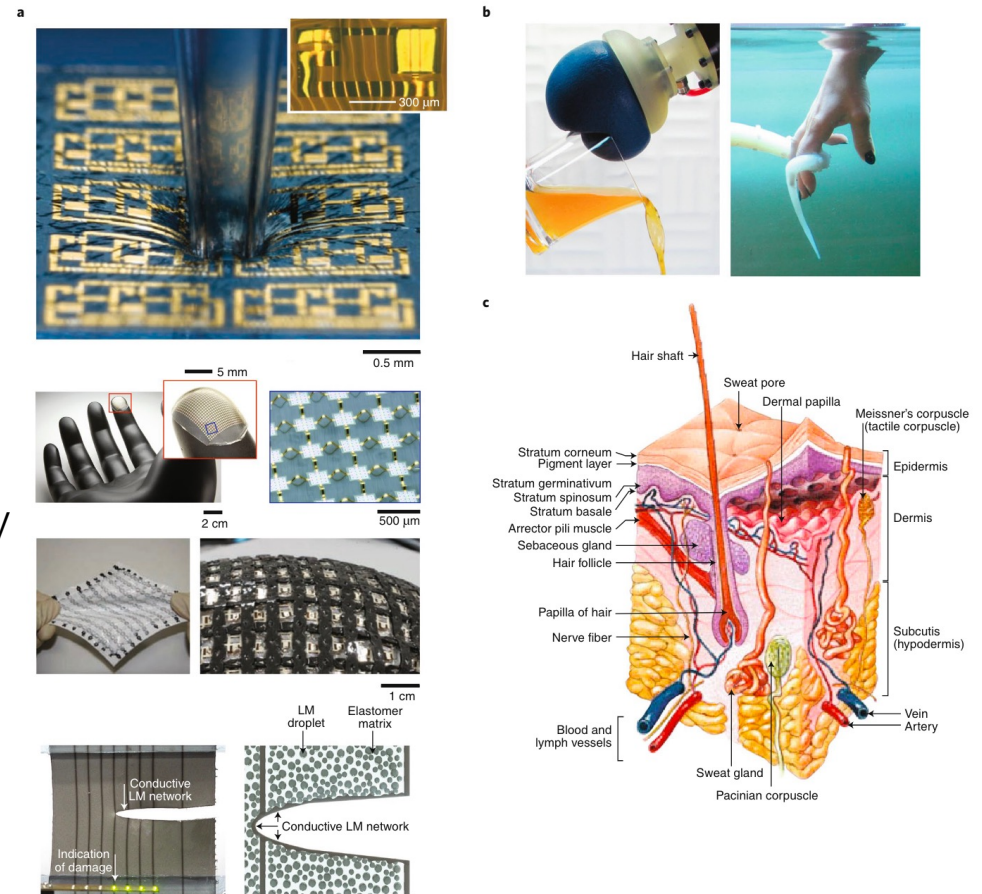 a
300 µm
0.5 mm
5 mm
2 cm
500 µm
1 cm
LM
droplet
Elastomer
matrix
Conductive
LM network
Indication
of damage
Conductive LM network
b
c
Hair shaft
Sweat pore
Dermal papilla
Meissner's corpuscle
(tactile corpuscle)
Stratum corneum
Pigment layer
Stratum germinativum
Stratum spinosum
Stratum basale
Arrector pili muscle
Sebaceous gland
Hair follicle
Papilla of hair
Nerve fiber
Blood and
lymph vessels
Epidermis
Dermis
Subcutis
(hypodermis)
Vein
Artery
Sweat gland
Pacinian corpuscle